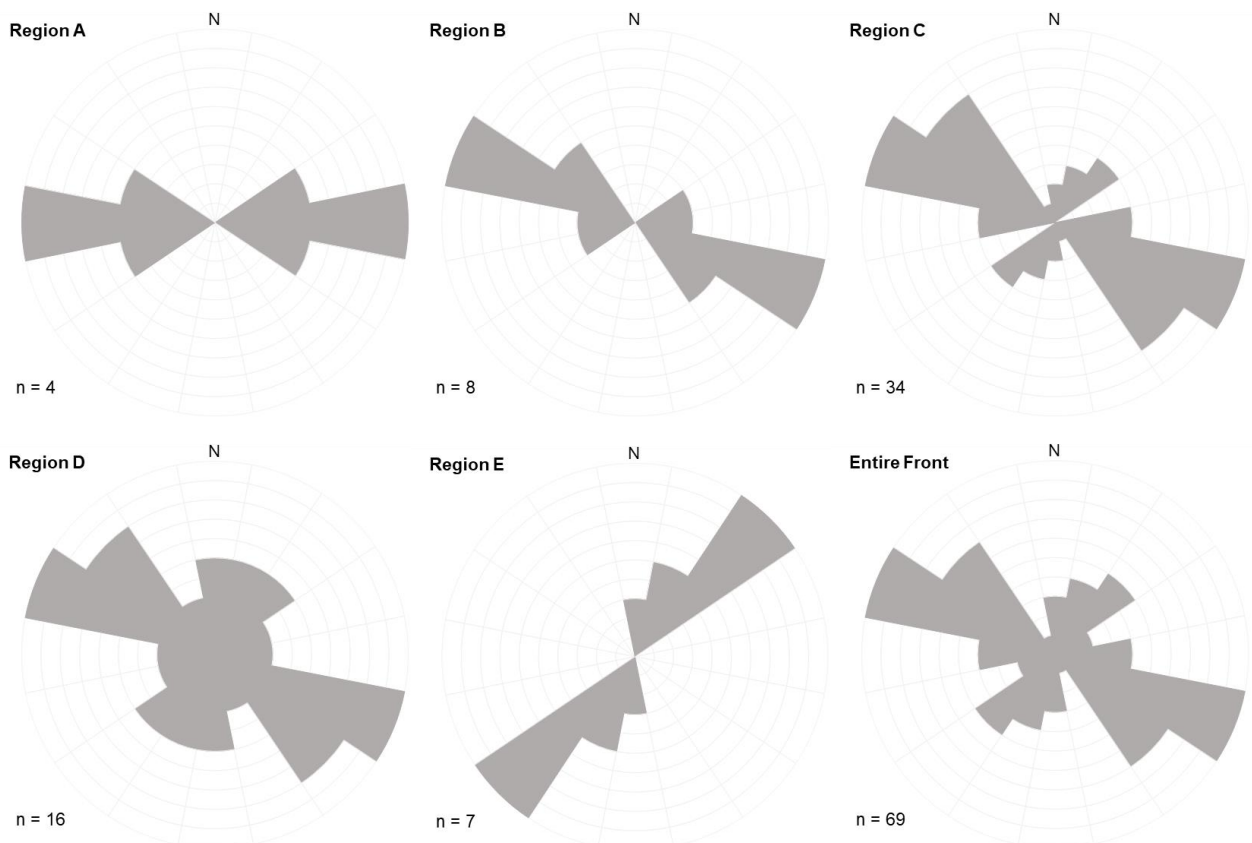 Region A
N
n = 4
Region B
N
n = 8
Region C
N
n = 34
Region D
N
n = 16
Region E
N
n = 7
Entire Front
N
n = 69